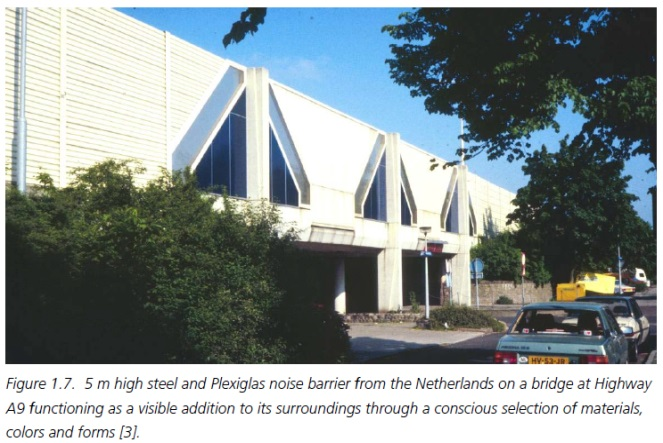 HV-53-JB
Figure 1.7. 5 m high steel and Plexiglas noise barrier from the Netherlands on a bridge at Highway
A9 functioning as a visible addition to its surroundings through a conscious selection of materials,
colors and forms [3].